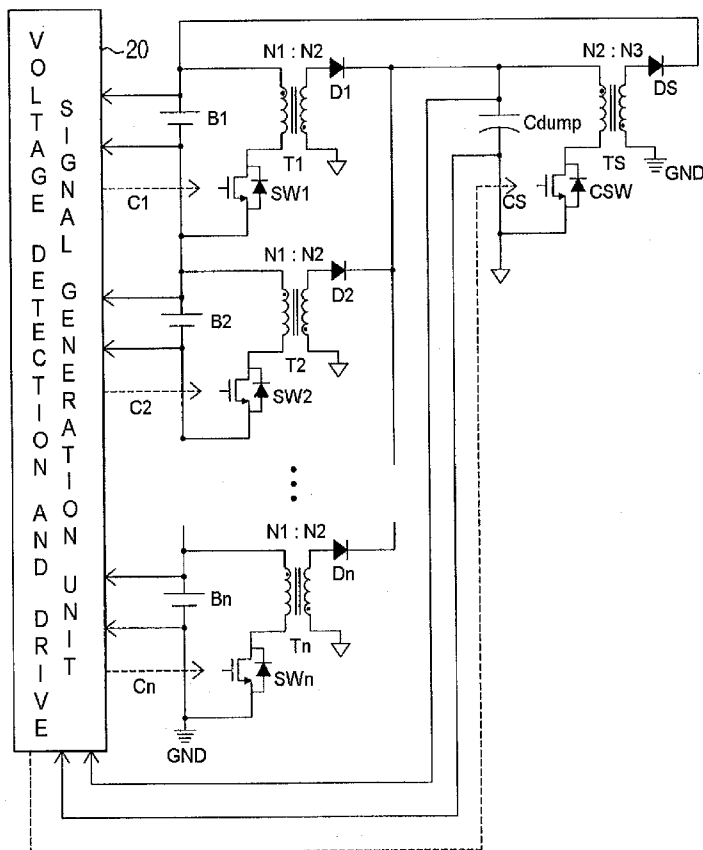 VOLTAGE DETECTION AND DRIVE
SIGNAL GENERATION UNIT
20
N1 : N2
D1
B1
T1
C1
SW1
N1 : N2
D2
B2
T2
C2
SW2
N1 : N2
Dn
Bn
Tn
Cn
SWn
GND
N2 : N3
DS
Cdump
TS
GND
CS
CSW